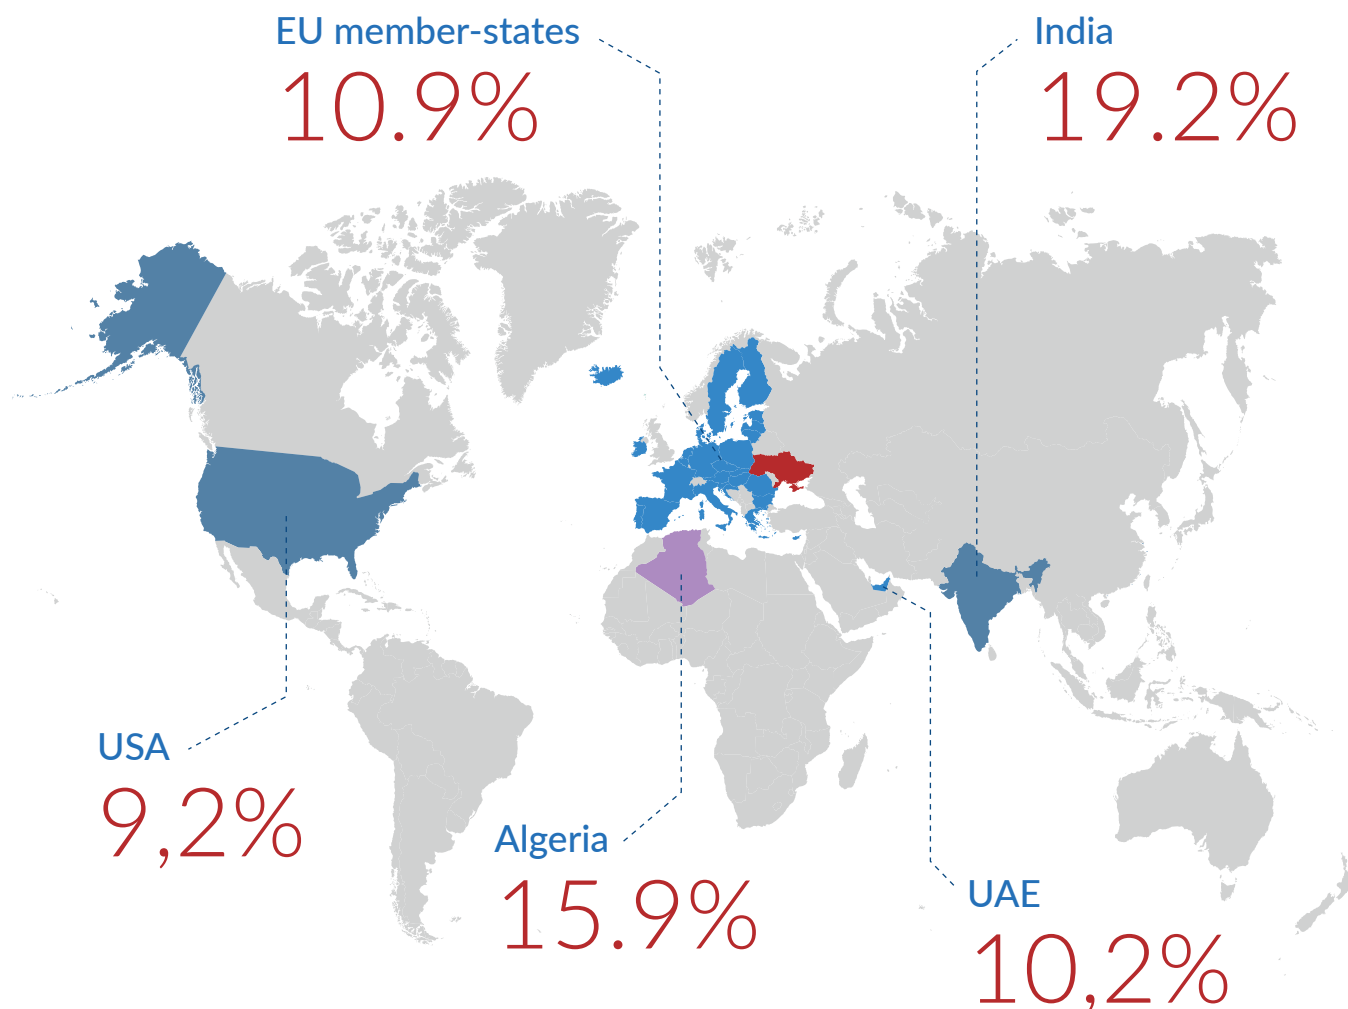 EU member-states
10.9%
India
19.2%
USA
9,2%
Algeria
15.9%
UAE
10,2%